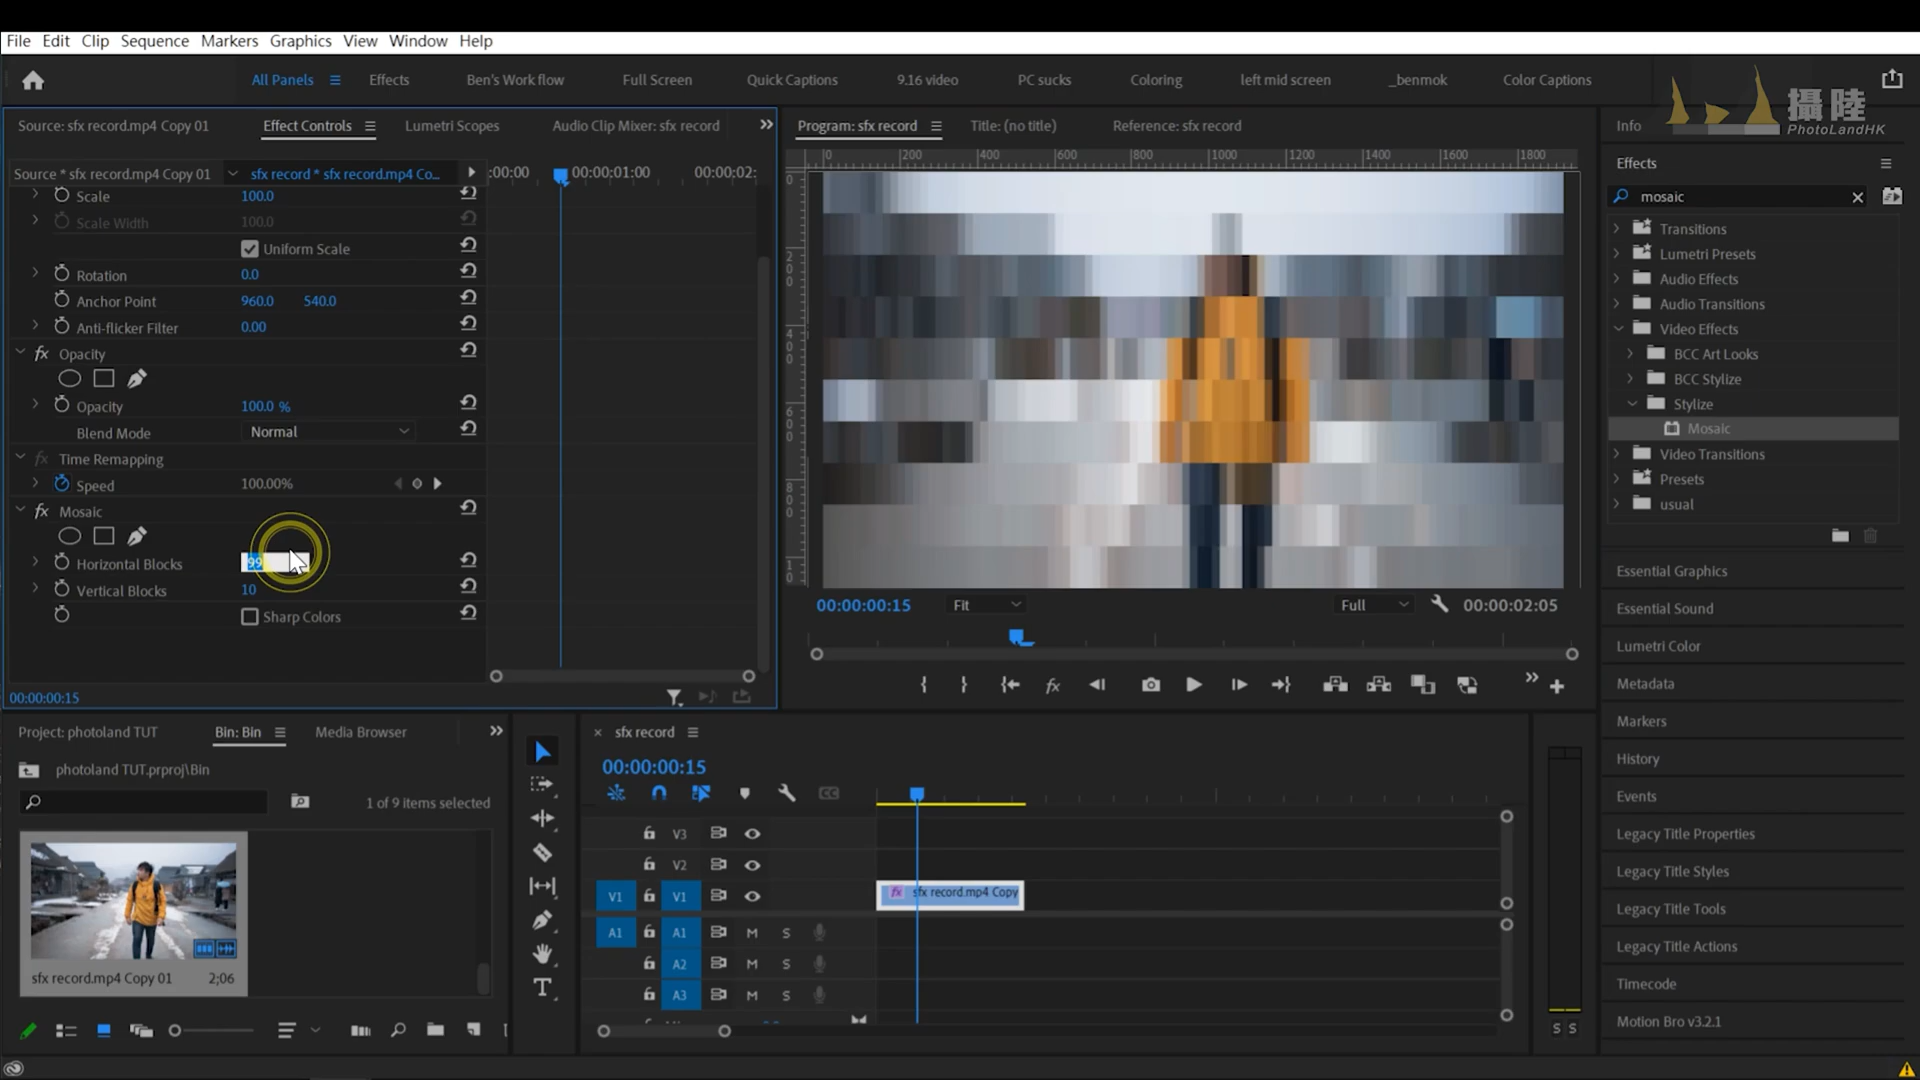 File Edit Clip Sequence Markers Graphics View Window Help
All Panels Effects Ben's Work flow Full Screen Quick Captions 9.16 video PC sucks Coloring left mid screen _benmok Color Captions
攝陸
PhotoLandHK
Source: sfx record.mp4 Copy 01 Effect Controls Lumetri Scopes Audio Clip Mixer: sfx record
Source * sfx record.mp4 Copy 01 sfx record * sfx record.mp4 Co...
:00:00 00:00:01:00 00:00:02:
Scale 100.0
Scale Width 100.0
Uniform Scale
Rotation 0.0
Anchor Point 960.0 540.0
Anti-flicker Filter 0.00
fx Opacity
Opacity 100.0 %
Blend Mode Normal
fx Time Remapping
Speed 100.00%
fx Mosaic
Horizontal Blocks 99
Vertical Blocks 10
Sharp Colors
00:00:00:15
Program: sfx record Title: (no title) Reference: sfx record
0 200 400 600 800 1000 1200 1400 1600 1800
0
200
400
600
800
10
00:00:00:15 Fit Full 00:00:02:05
Info
Effects
mosaic
Transitions
Lumetri Presets
Audio Effects
Audio Transitions
Video Effects
BCC Art Looks
BCC Stylize
Stylize
Mosaic
Video Transitions
Presets
usual
Essential Graphics
Essential Sound
Lumetri Color
Metadata
Markers
History
Events
Legacy Title Properties
Legacy Title Styles
Legacy Title Tools
Legacy Title Actions
Timecode
Motion Bro v3.2.1
Project: photoland TUT Bin: Bin Media Browser
photoland TUT.prproj\Bin
1 of 9 items selected
sfx record.mp4 Copy 01 2;06
sfx record
00:00:00:15
V3
V2
V1 V1 fx sfx record.mp4 Copy
A1 A1 M S
A2 M S
A3 M S
S S